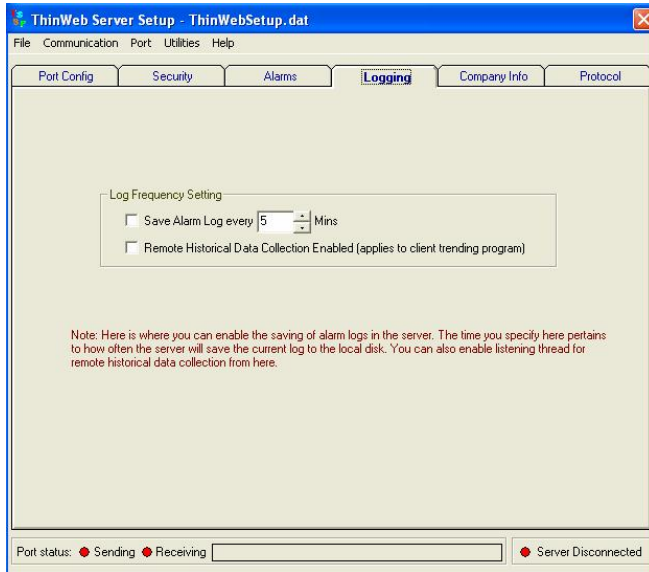 ThinWeb Server Setup - ThinWebSetup.dat
File Communication Port Utilities Help
Port Config Security Alarms Logging Company Info Protocol
Log Frequency Setting
Save Alarm Log every 5 Mins
Remote Historical Data Collection Enabled (applies to client trending program)
Note: Here is where you can enable the saving of alarm logs in the server. The time you specify here pertains
to how often the server will save the current log to the local disk. You can also enable listening thread for
remote historical data collection from here.
Port status: Sending Receiving Server Disconnected